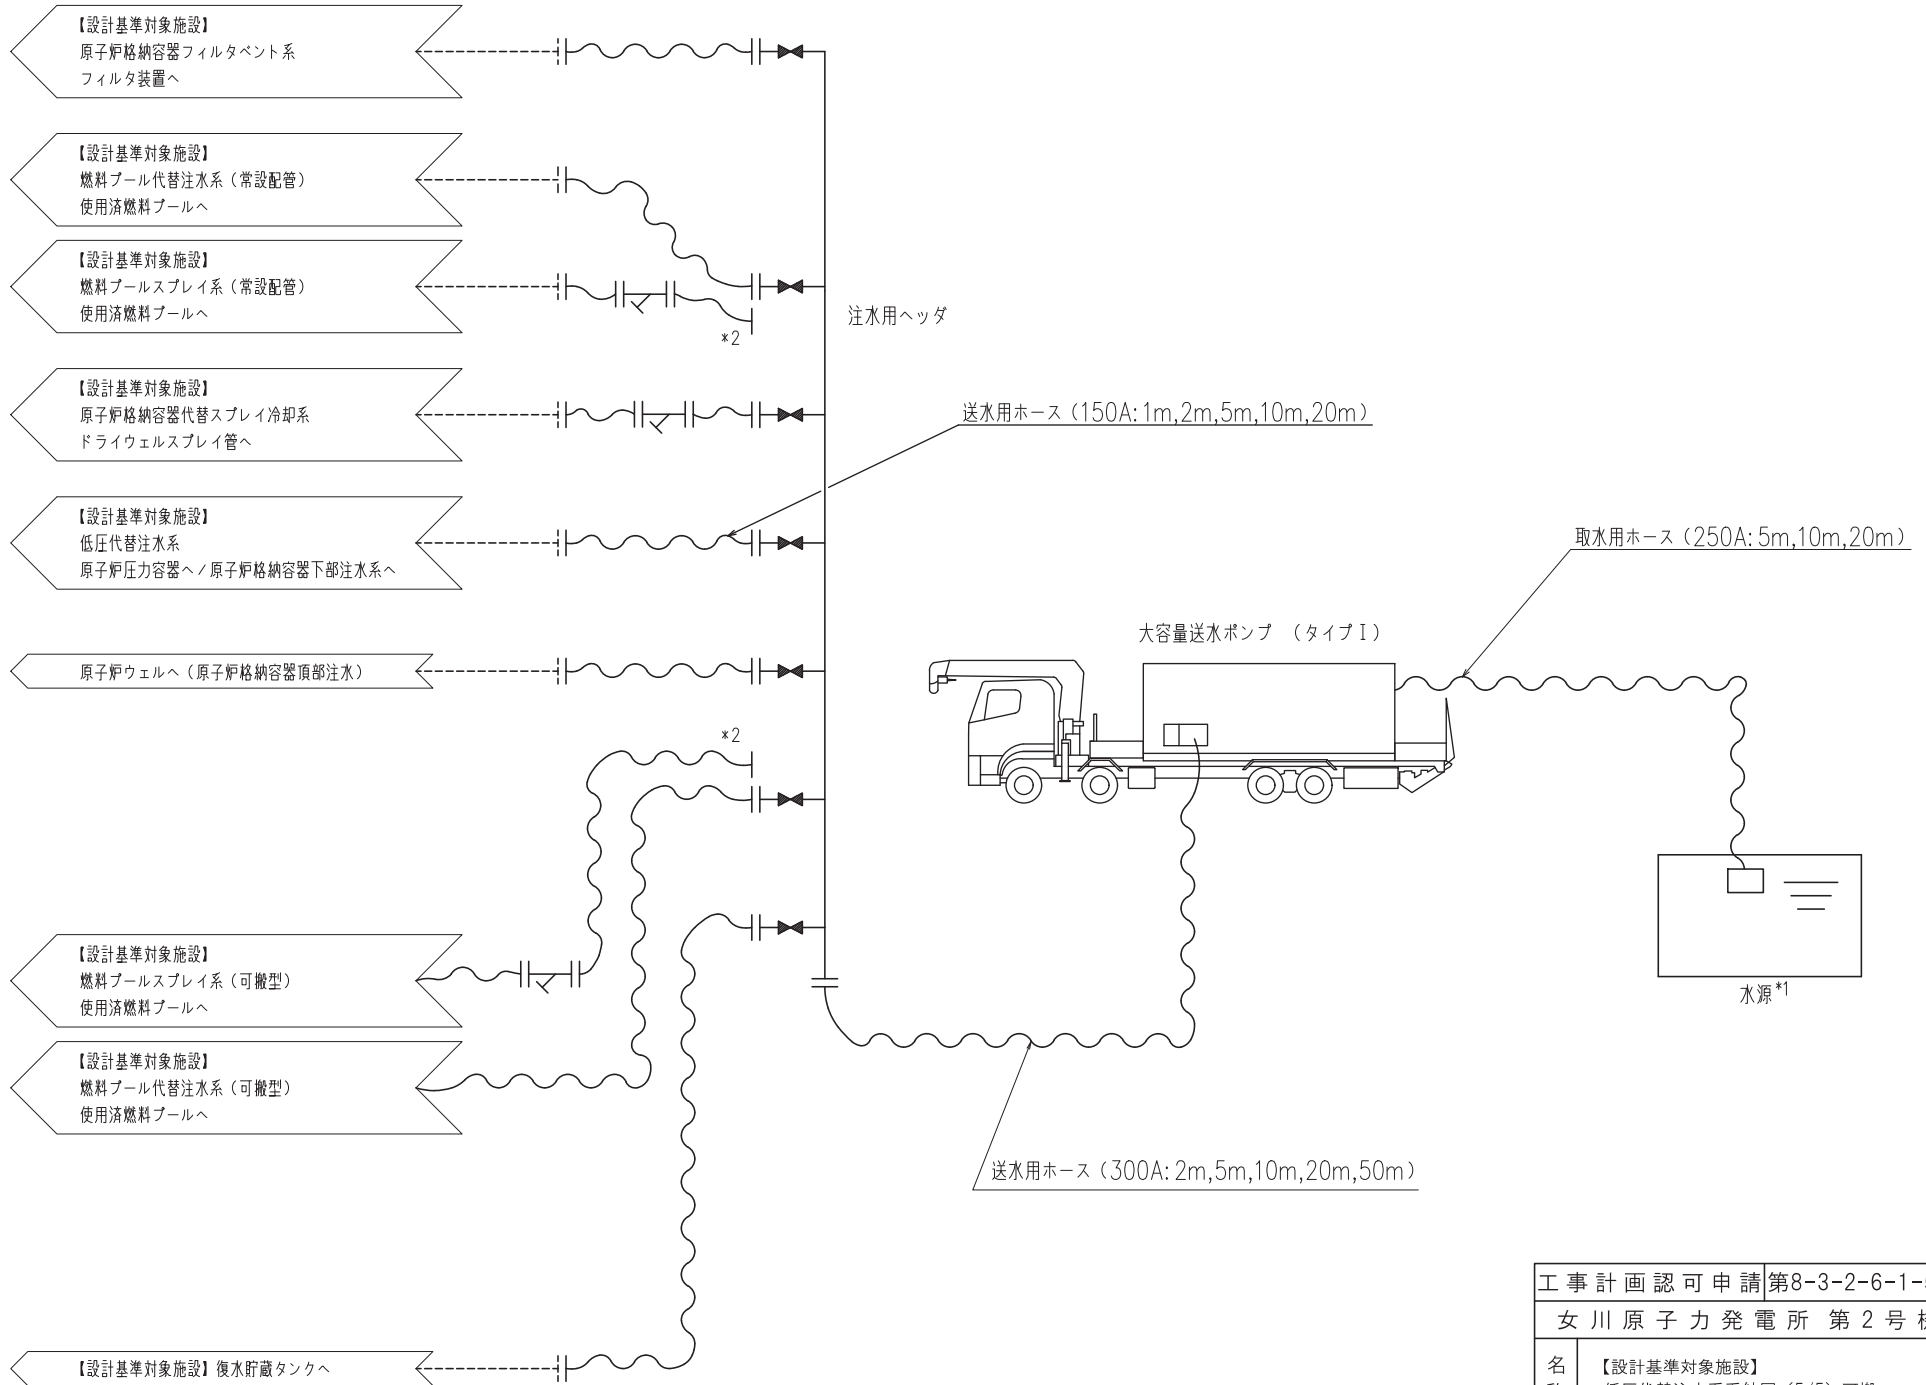 【設計基準対象施設】
原子炉格納容器フィルタベント系
フィルタ装置へ
【設計基準対象施設】
燃料プール代替注水系（常設配管）
使用済燃料プールへ
【設計基準対象施設】
燃料プールスプレイ系（常設配管）
使用済燃料プールへ
*2
注水用ヘッダ
【設計基準対象施設】
原子炉格納容器代替スプレイ冷却系
ドライウェルスプレイ管へ
送水用ホース（150A:1m,2m,5m,10m,20m）
【設計基準対象施設】
低圧代替注水系
原子炉圧力容器へ／原子炉格納容器下部注水系へ
取水用ホース（250A:5m,10m,20m）
大容量送水ポンプ （タイプⅠ）
原子炉ウェルへ（原子炉格納容器頂部注水）
*2
【設計基準対象施設】
燃料プールスプレイ系（可搬型）
使用済燃料プールへ
水源*1
【設計基準対象施設】
燃料プール代替注水系（可搬型）
使用済燃料プールへ
送水用ホース（300A:2m,5m,10m,20m,50m）
【設計基準対象施設】復水貯蔵タンクへ
工事計画認可申請 第8-3-2-6-1-
女川原子力発電所 第2号
名
【設計基準対象施設】